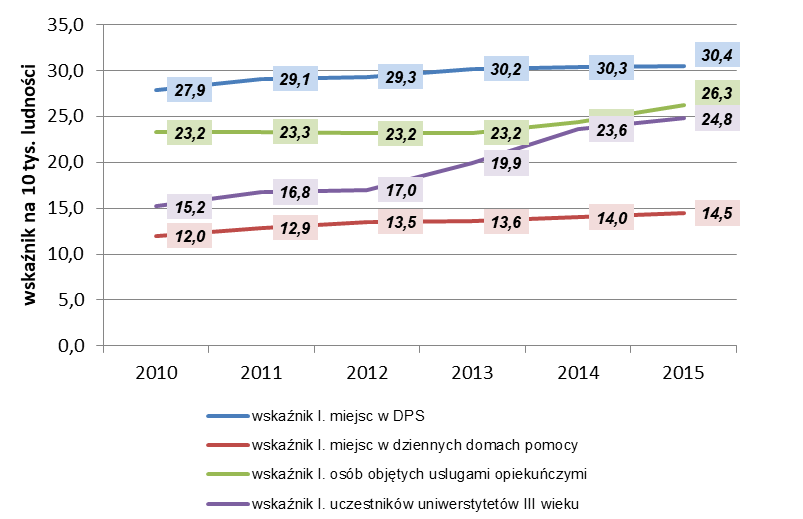 wskaźnik na 10 tys. ludności
35,0
30,0
25,0
20,0
15,0
10,0
5,0
0,0
27,9 29,1 29,3 30,2 30,3 30,4
23,2 23,3 23,2 23,2 26,3
15,2 16,8 17,0 19,9 23,6 24,8
12,0 12,9 13,5 13,6 14,0 14,5
2010 2011 2012 2013 2014 2015
wskaźnik l. miejsc w DPS
wskaźnik l. miejsc w dziennych domach pomocy
wskaźnik l. osób objętych uslugami opiekuńczymi
wskaźnik l. uczestników uniwerstytetów III wieku